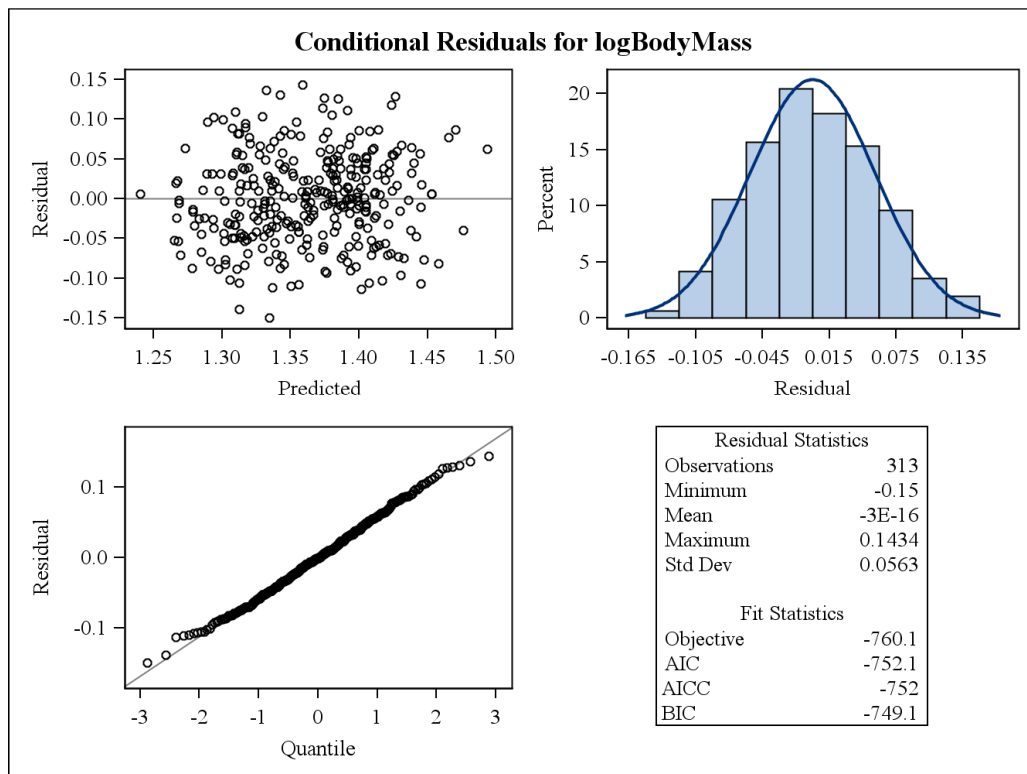 Conditional Residuals for logBodyMass
Residual
0.15
0.10
0.05
0.00
-0.05
-0.10
-0.15
1.25
1.30
1.35
1.40
1.45
1.50
Predicted
Percent
20
15
10
5
0
-0.165
-0.105
-0.045
0.015
0.075
0.135
Residual
Residual
0.1
0.0
-0.1
-3
-2
-1
0
1
2
3
Quantile
Residual Statistics
Observations 313
Minimum -0.15
Mean -3E-16
Maximum 0.1434
Std Dev 0.0563
Fit Statistics
Objective -760.1
AIC -752.1
AICC -752
BIC -749.1